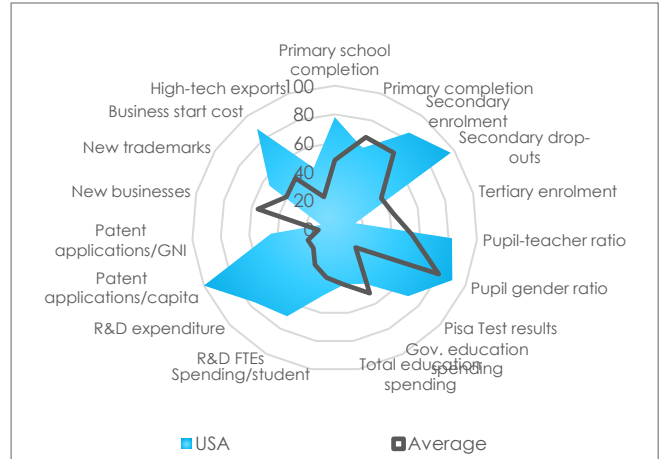 Primary school
completion
Primary completion
Secondary
enrolment
Secondary drop-
outs
Tertiary enrolment
Pupil-teacher ratio
Pupil gender ratio
Pisa Test results
Gov. education
spending
Total education
spending
Spending/student
R&D FTEs
R&D expenditure
Patent
applications/capita
Patent
applications/GNI
New businesses
New trademarks
Business start cost
High-tech exports
100
80
60
40
20
0
USA
Average